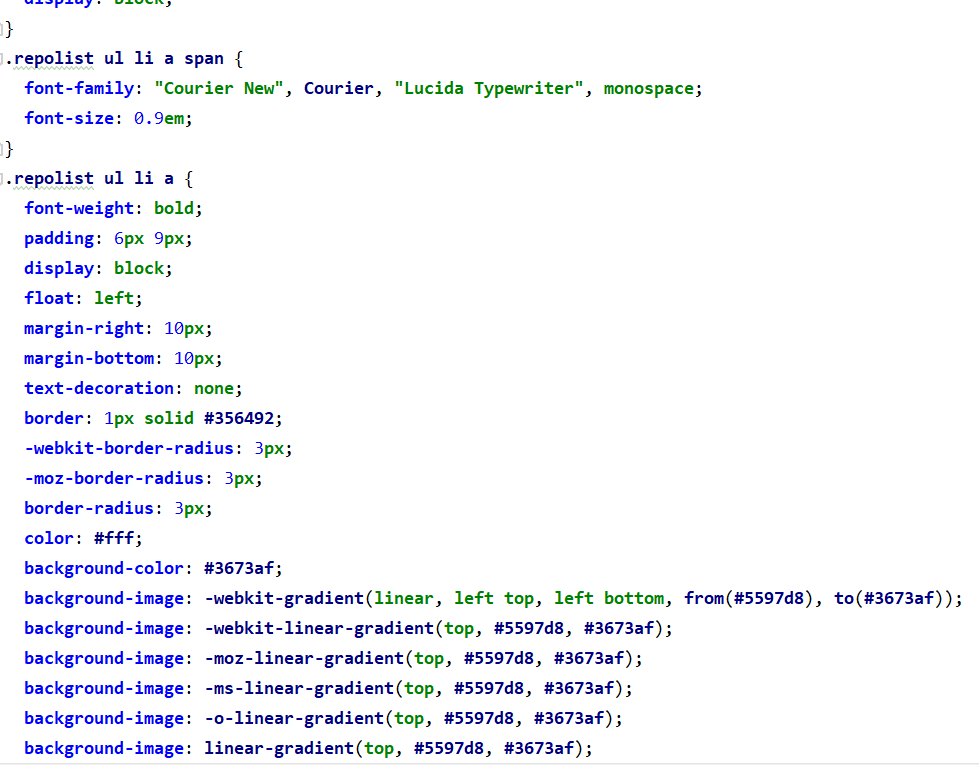 display: block;
}
.repolist ul li a span {
font-family: "Courier New", Courier, "Lucida Typewriter", monospace;
font-size: 0.9em;
}
.repolist ul li a {
font-weight: bold;
padding: 6px 9px;
display: block;
float: left;
margin-right: 10px;
margin-bottom: 10px;
text-decoration: none;
border: 1px solid #356492;
-webkit-border-radius: 3px;
-moz-border-radius: 3px;
border-radius: 3px;
color: #fff;
background-color: #3673af;
background-image: -webkit-gradient(linear, left top, left bottom, from(#5597d8), to(#3673af));
background-image: -webkit-linear-gradient(top, #5597d8, #3673af);
background-image: -moz-linear-gradient(top, #5597d8, #3673af);
background-image: -ms-linear-gradient(top, #5597d8, #3673af);
background-image: -o-linear-gradient(top, #5597d8, #3673af);
background-image: linear-gradient(top, #5597d8, #3673af);